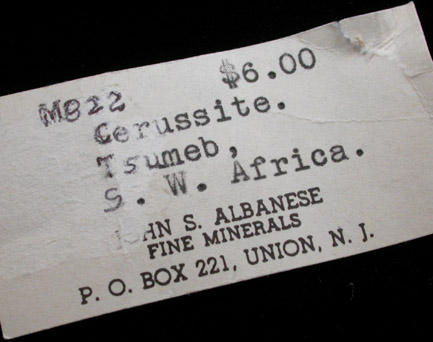 M822 $6.00
Cerussite.
Tsumeb,
S. W. Africa.
HN S. ALBANESE
FINE MINERALS
P. O. BOX 221, UNION, N. J.